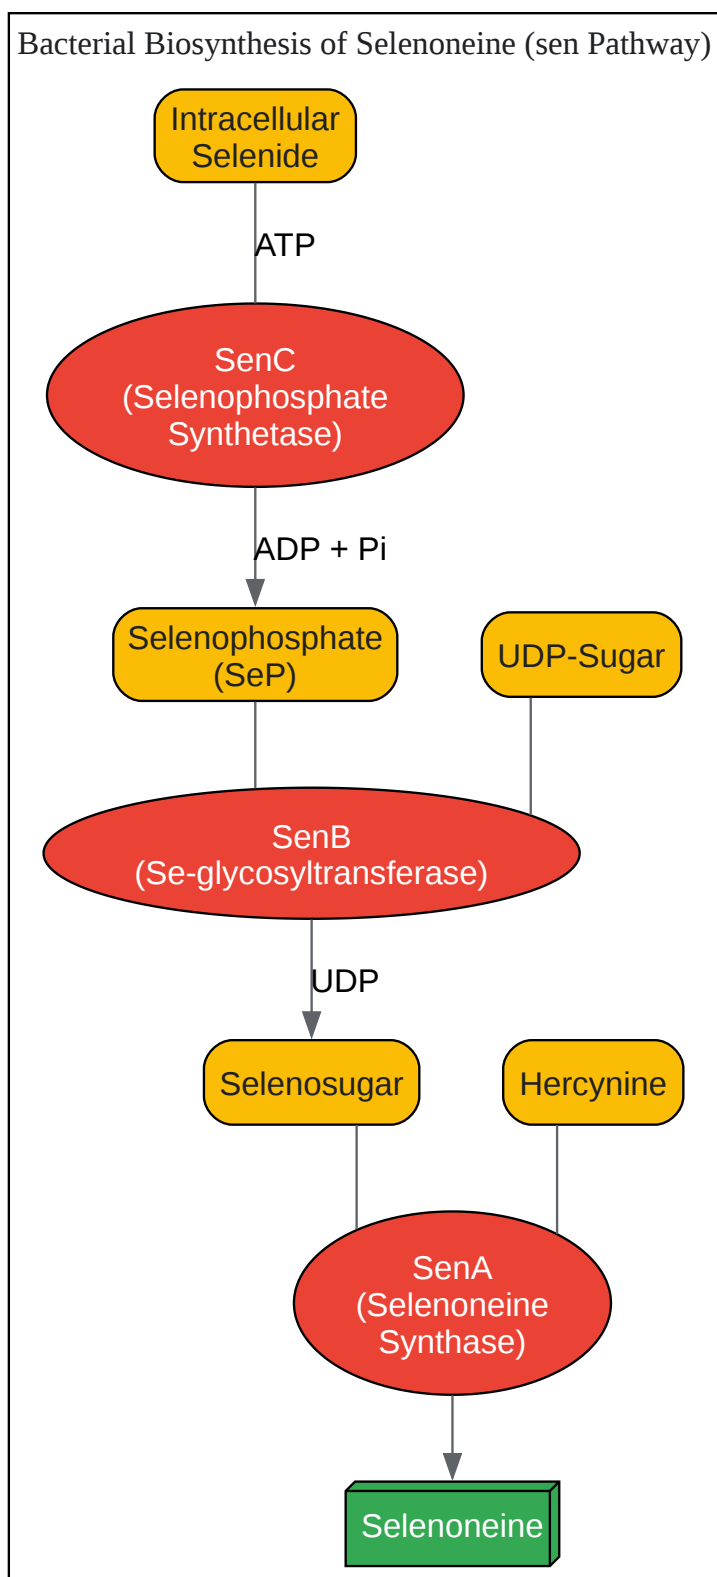 Bacterial Biosynthesis of Selenoneine (sen Pathway)
Intracellular
Selenide
ATP
SenC
(Selenophosphate
Synthetase)
ADP + Pi
Selenophosphate
(SeP)
UDP-Sugar
SenB
(Se-glycosyltransferase)
UDP
Selenosugar
Hercynine
SenA
(Selenoneine
Synthase)
Selenoneine